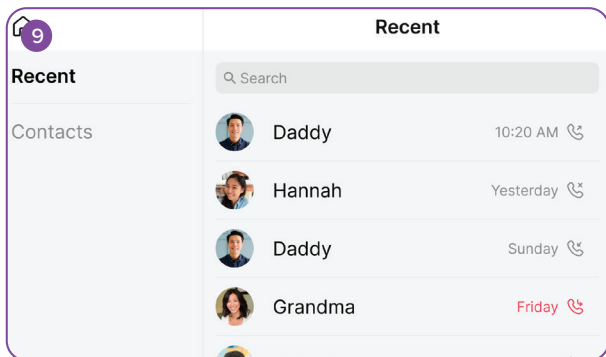 9
Recent
Recent
Search
Contacts
Daddy 10:20 AM
Hannah Yesterday
Daddy Sunday
Grandma Friday